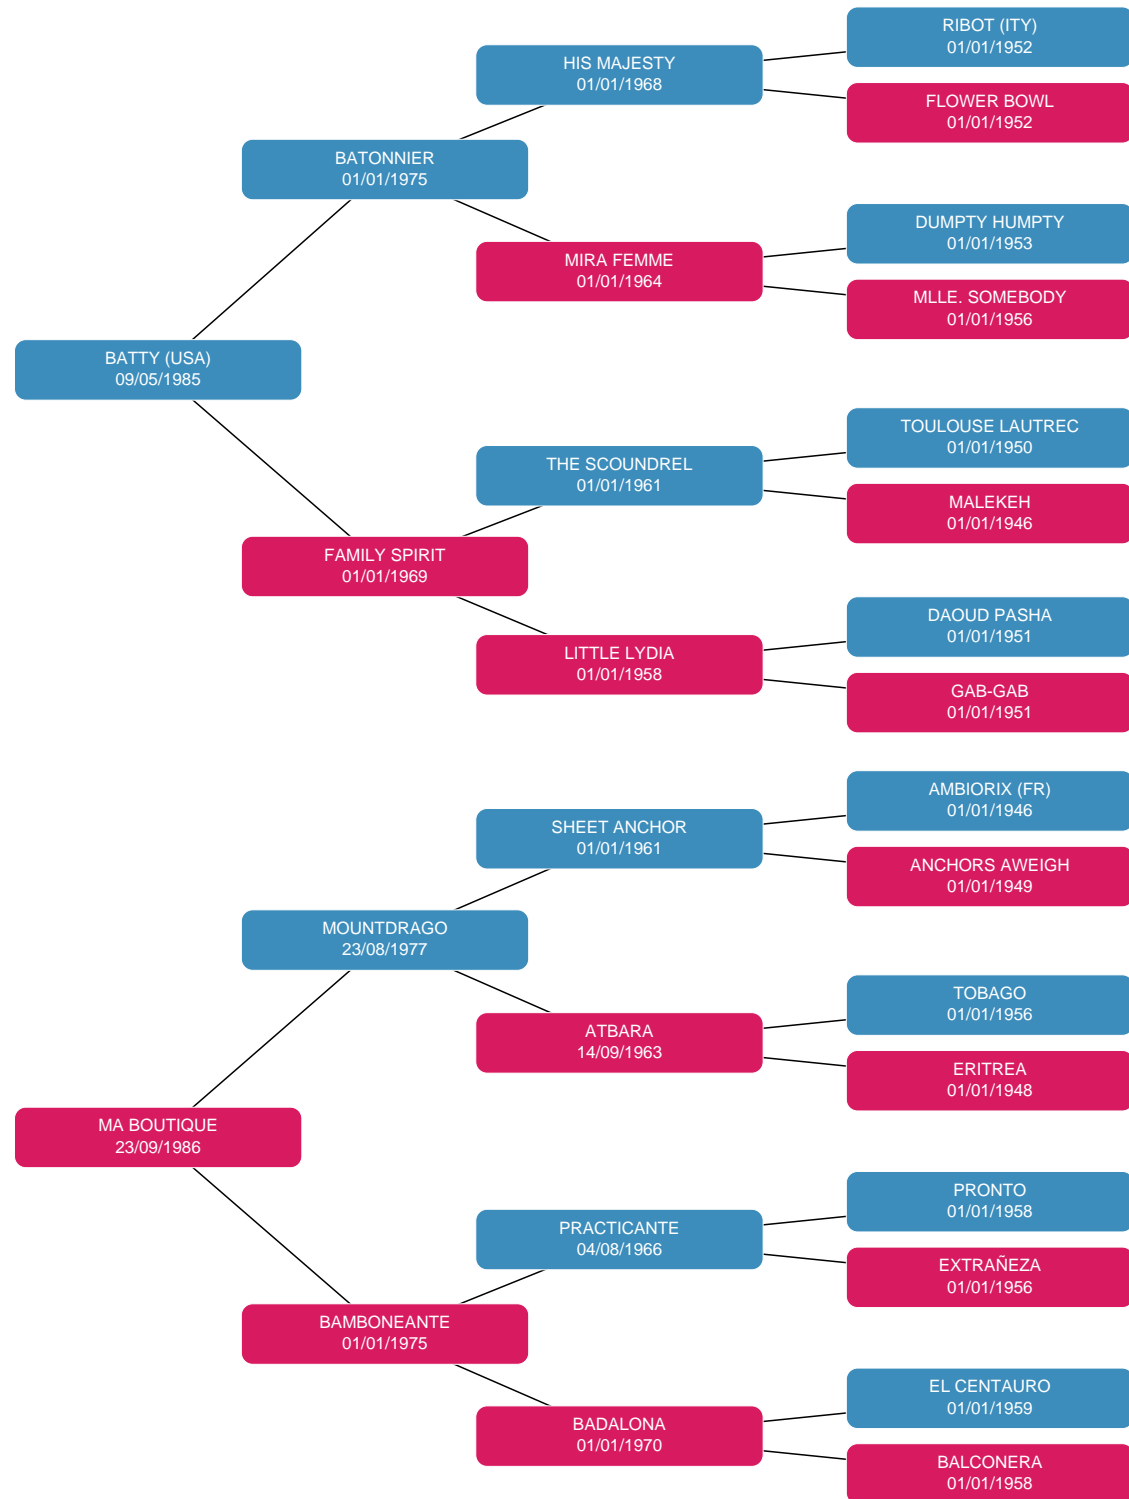 RIBOT (ITY)
01/01/1952
HIS MAJESTY
01/01/1968
FLOWER BOWL
01/01/1952
BATONNIER
01/01/1975
DUMPTY HUMPTY
01/01/1953
MIRA FEMME
01/01/1964
MLLE. SOMEBODY
01/01/1956
BATTY (USA)
09/05/1985
TOULOUSE LAUTREC
01/01/1950
THE SCOUNDREL
01/01/1961
MALEKEH
01/01/1946
FAMILY SPIRIT
01/01/1969
DAOUD PASHA
01/01/1951
LITTLE LYDIA
01/01/1958
GAB-GAB
01/01/1951
AMBIORIX (FR)
01/01/1946
SHEET ANCHOR
01/01/1961
ANCHORS AWEIGH
01/01/1949
MOUNTDRAGO
23/08/1977
TOBAGO
01/01/1956
ATBARA
14/09/1963
ERITREA
01/01/1948
MA BOUTIQUE
23/09/1986
PRONTO
01/01/1958
PRACTICANTE
04/08/1966
EXTRAÑEZA
01/01/1956
BAMBONEANTE
01/01/1975
EL CENTAURO
01/01/1959
BADALONA
01/01/1970
BALCONERA
01/01/1958